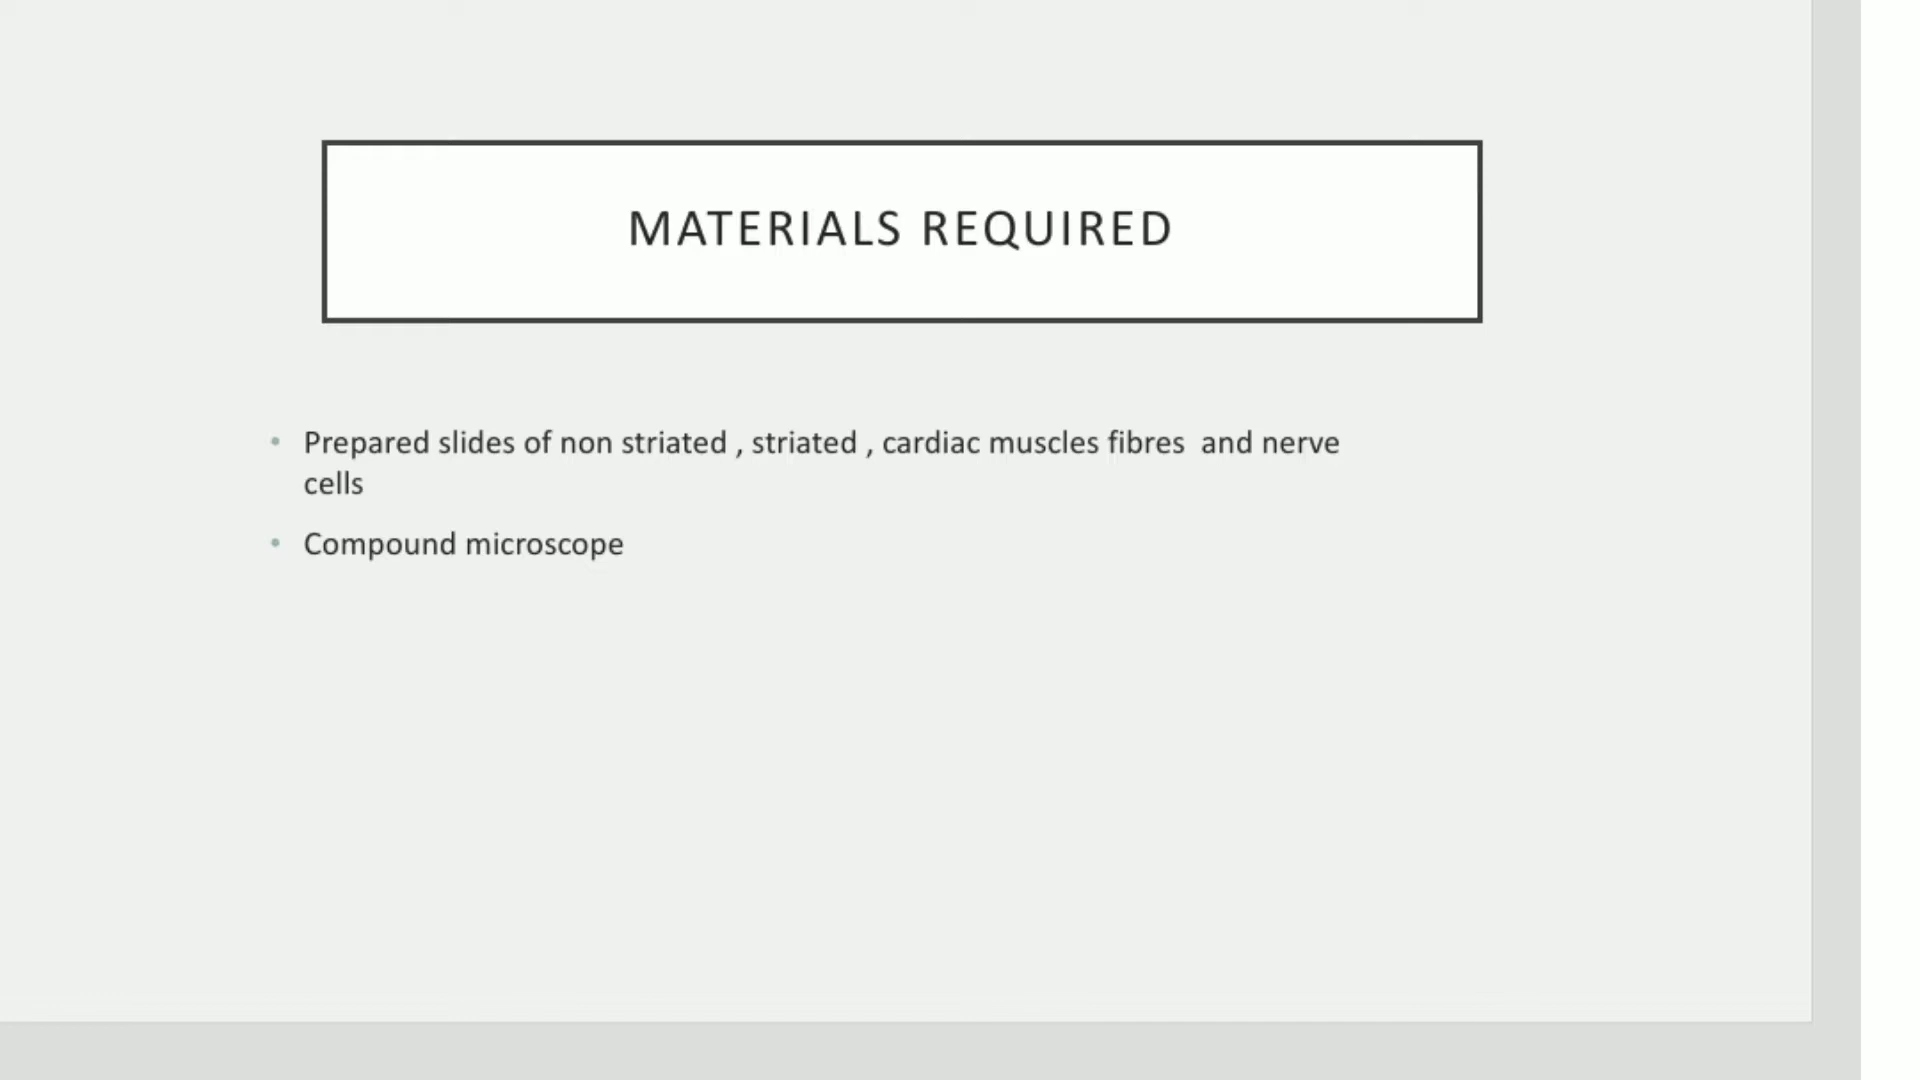 MATERIALS REQUIRED
• Prepared slides of non striated , striated , cardiac muscles fibres  and nerve
cells
• Compound microscope